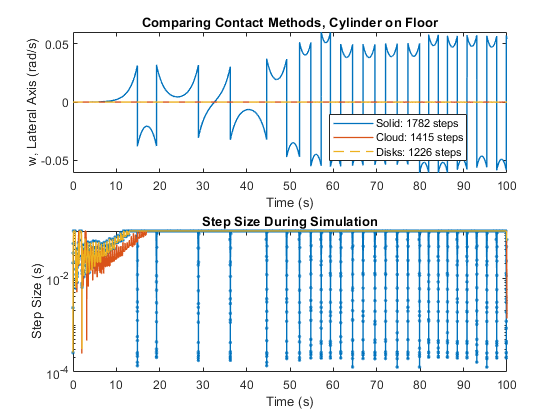 Comparing Contact Methods, Cylinder on Floor
w, Lateral Axis (rad/s)
0.05
0
-0.05
Solid: 1782 steps
Cloud: 1415 steps
Disks: 1226 steps
0 10 20 30 40 50 60 70 80 90 100
Time (s)
Step Size During Simulation
Step Size (s)
10-2
10-4
0 10 20 30 40 50 60 70 80 90 100
Time (s)